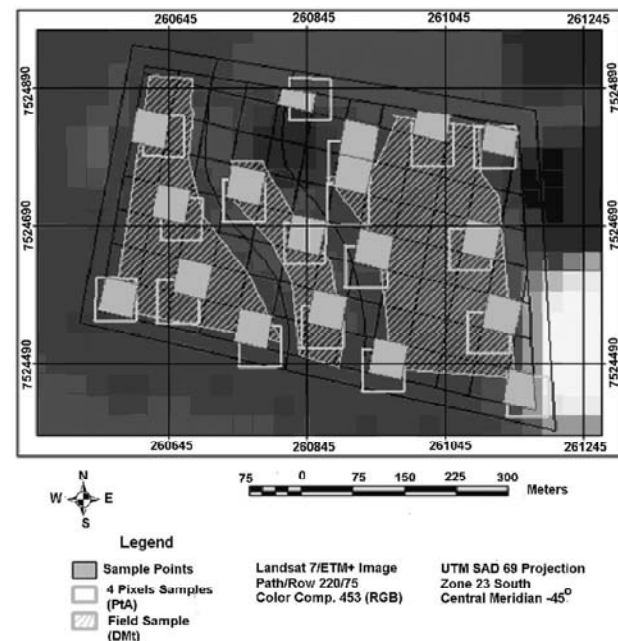 260645 260845 261045 261245
7524890 7524890
7524690 7524690
7524490 7524490
260645 260845 261045 261245
N
W E
S
75 0 75 150 225 300
Meters
Legend
Sample Points
4 Pixels Samples
(PtA)
Field Sample
(DMt)
Landsat 7/ETM+ Image
Path/Row 220/75
Color Comp. 453 (RGB)
UTM SAD 69 Projection
Zone 23 South
Central Meridian -45°